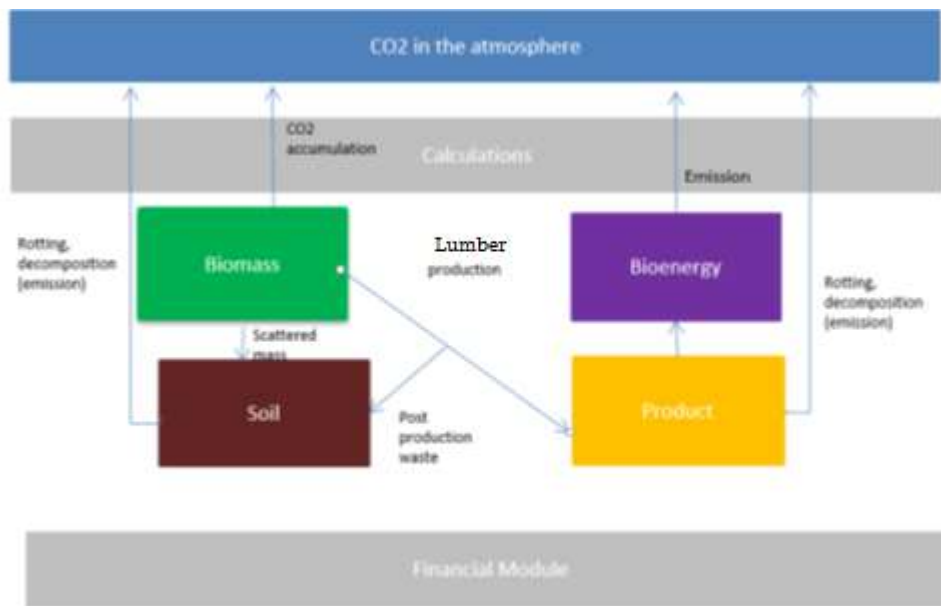 CO2 in the atmosphere
CO2
accumulation
Calculations
Emission
Rotting,
decomposition
(emission)
Biomass
Lumber
production
Bioenergy
Rotting,
decomposition
(emission)
Scattered
mass
Soil
Post
production
waste
Product
Financial Module